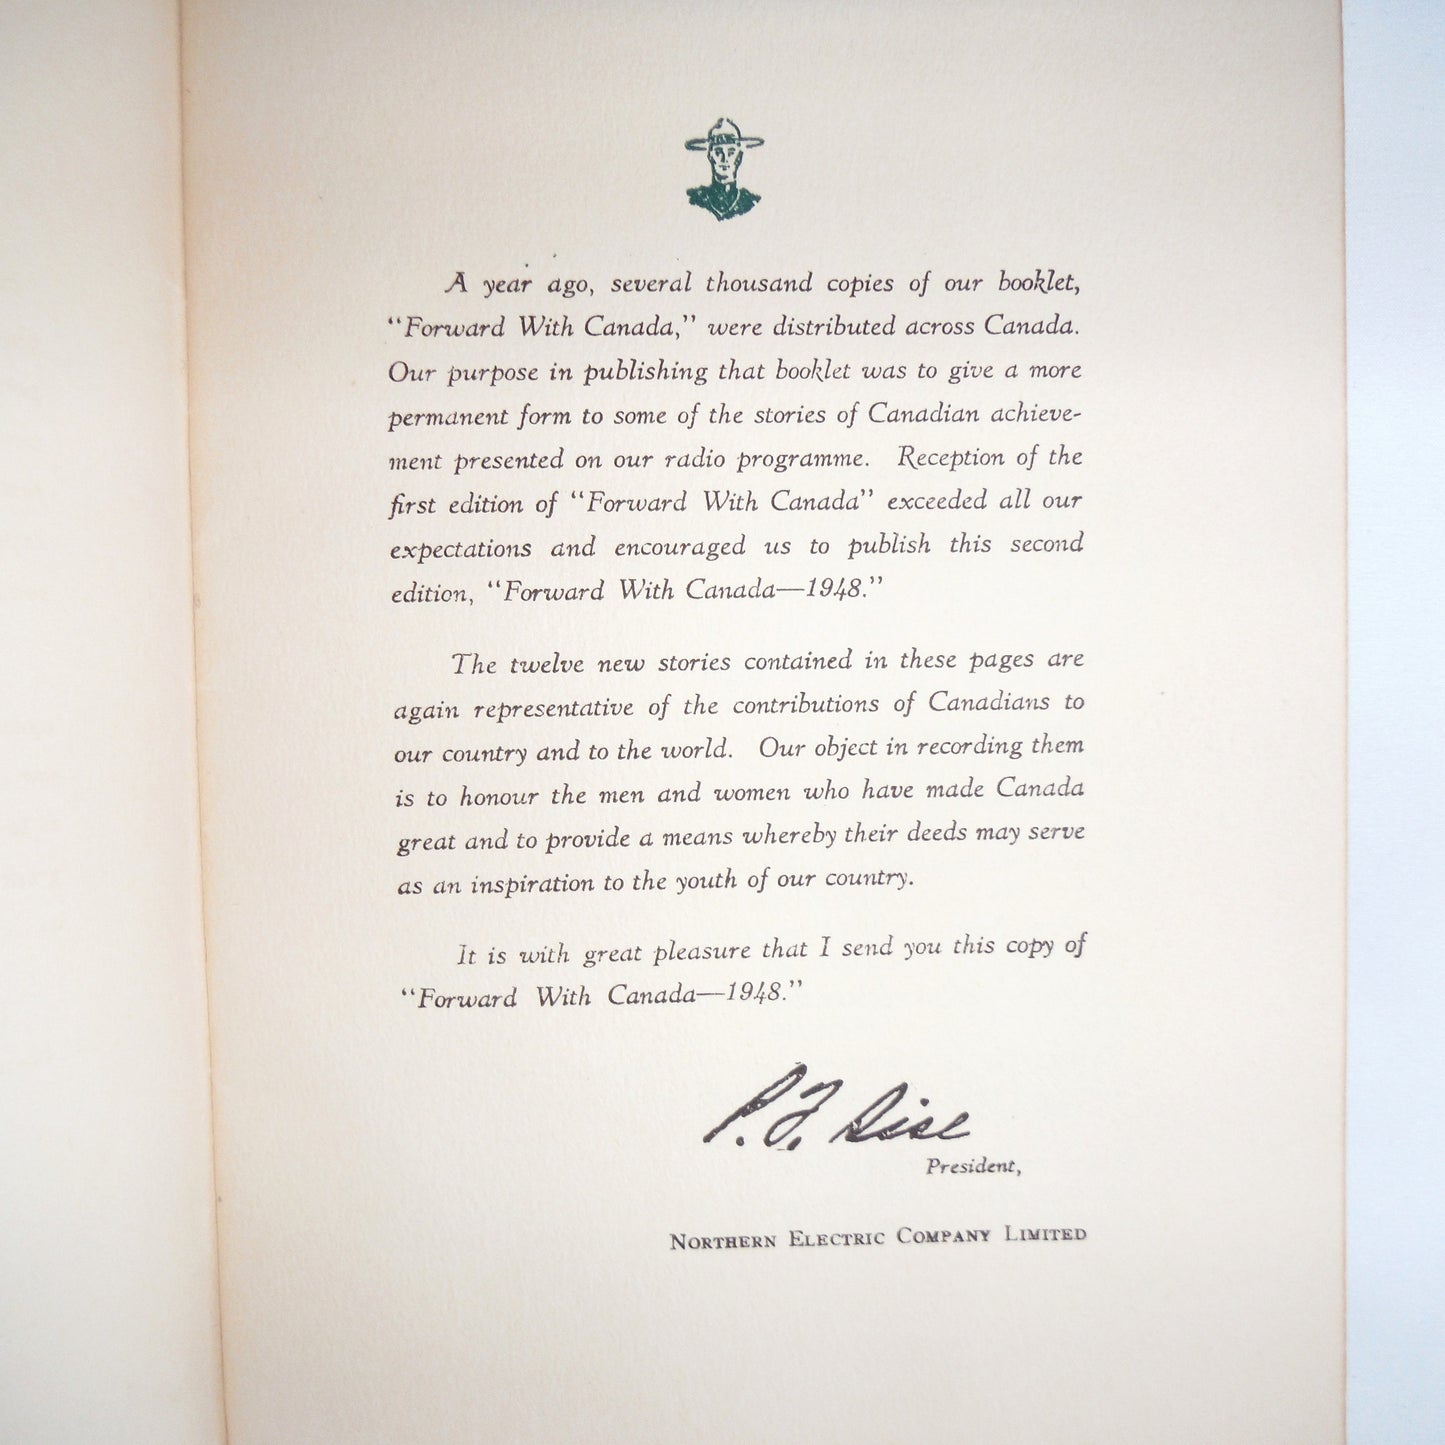 A year ago, several thousand copies of our booklet,
“Forward With Canada,” were distributed across Canada.
Our purpose in publishing that booklet was to give a more
permanent form to some of the stories of Canadian achieve-
ment presented on our radio programme. Reception of the
first edition of “Forward With Canada” exceeded all our
expectations and encouraged us to publish this second
edition, “Forward With Canada—1948.”
The twelve new stories contained in these pages are
again representative of the contributions of Canadians to
our country and to the world. Our object in recording them
is to honour the men and women who have made Canada
great and to provide a means whereby their deeds may serve
as an inspiration to the youth of our country.
It is with great pleasure that I send you this copy of
“Forward With Canada—1948.”
P. F. Sise
President,
NORTHERN ELECTRIC COMPANY LIMITED